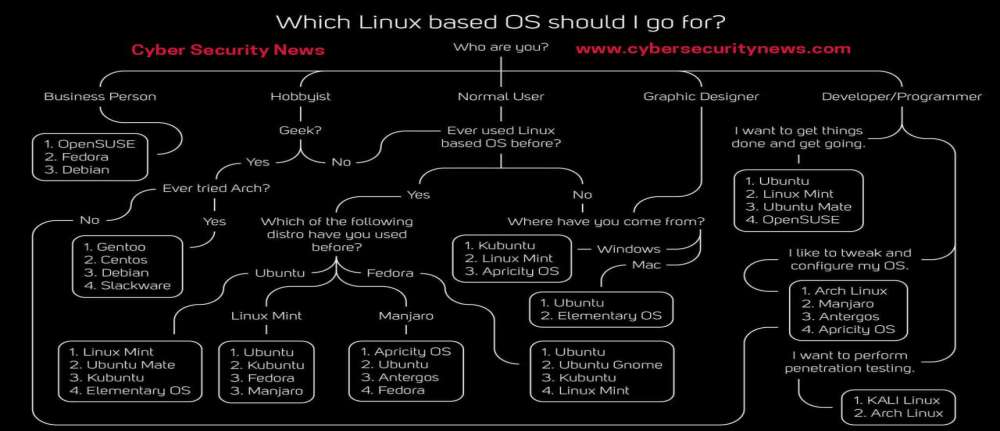 Which Linux based OS should I go for?
Cyber Security News
Who are you?
www.cybersecuritynews.com
Business Person
Hobbyist
Normal User
Graphic Designer
Developer/Programmer
1. OpenSUSE
2. Fedora
3. Debian
Geek?
Yes
No
Ever tried Arch?
No
Yes
1. Gentoo
2. Centos
3. Debian
4. Slackware
Ever used Linux
based OS before?
Yes
No
Which of the following
distro have you used
before?
Ubuntu
Fedora
Linux Mint
Manjaro
1. Linux Mint
2. Ubuntu Mate
3. Kubuntu
4. Elementary OS
1. Ubuntu
2. Kubuntu
3. Fedora
3. Manjaro
1. Apricity OS
2. Ubuntu
3. Antergos
4. Fedora
1. Ubuntu
2. Ubuntu Gnome
3. Kubuntu
4. Linux Mint
Where have you come from?
Windows
Mac
1. Kubuntu
2. Linux Mint
3. Apricity OS
1. Ubuntu
2. Elementary OS
I want to get things
done and get going.
1. Ubuntu
2. Linux Mint
3. Ubuntu Mate
4. OpenSUSE
I like to tweak and
configure my OS.
1. Arch Linux
2. Manjaro
3. Antergos
4. Apricity OS
I want to perform
penetration testing.
1. KALI Linux
2. Arch Linux